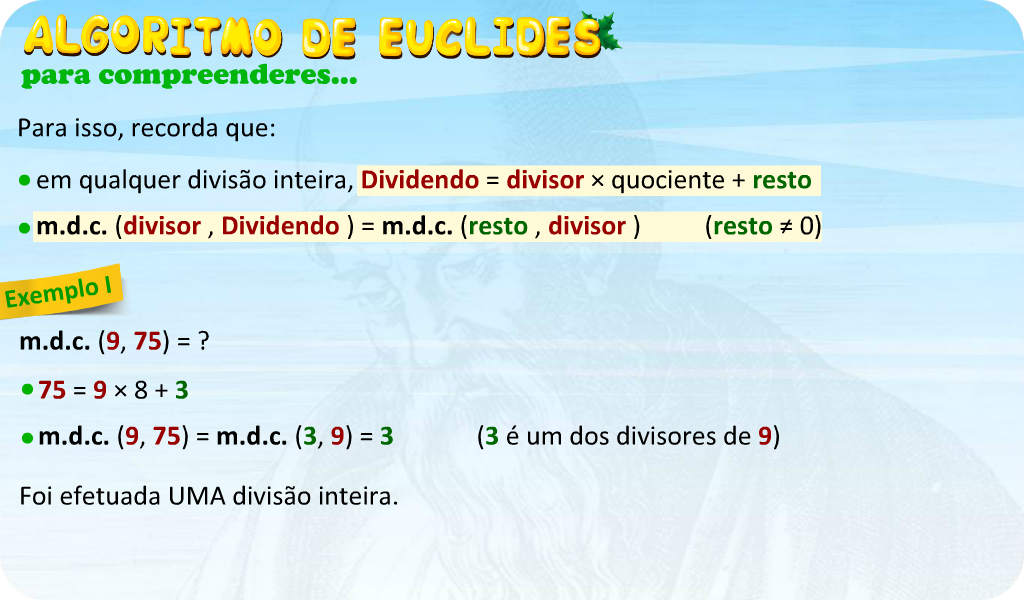 ALGORITMO DE EUCLIDES
para compreenderes...
Para isso, recorda que:
• em qualquer divisão inteira, Dividendo = divisor × quociente + resto
• m.d.c. (divisor , Dividendo ) = m.d.c. (resto , divisor ) (resto ≠ 0)
Exemplo I
m.d.c. (9, 75) = ?
• 75 = 9 × 8 + 3
• m.d.c. (9, 75) = m.d.c. (3, 9) = 3 (3 é um dos divisores de 9)
Foi efetuada UMA divisão inteira.